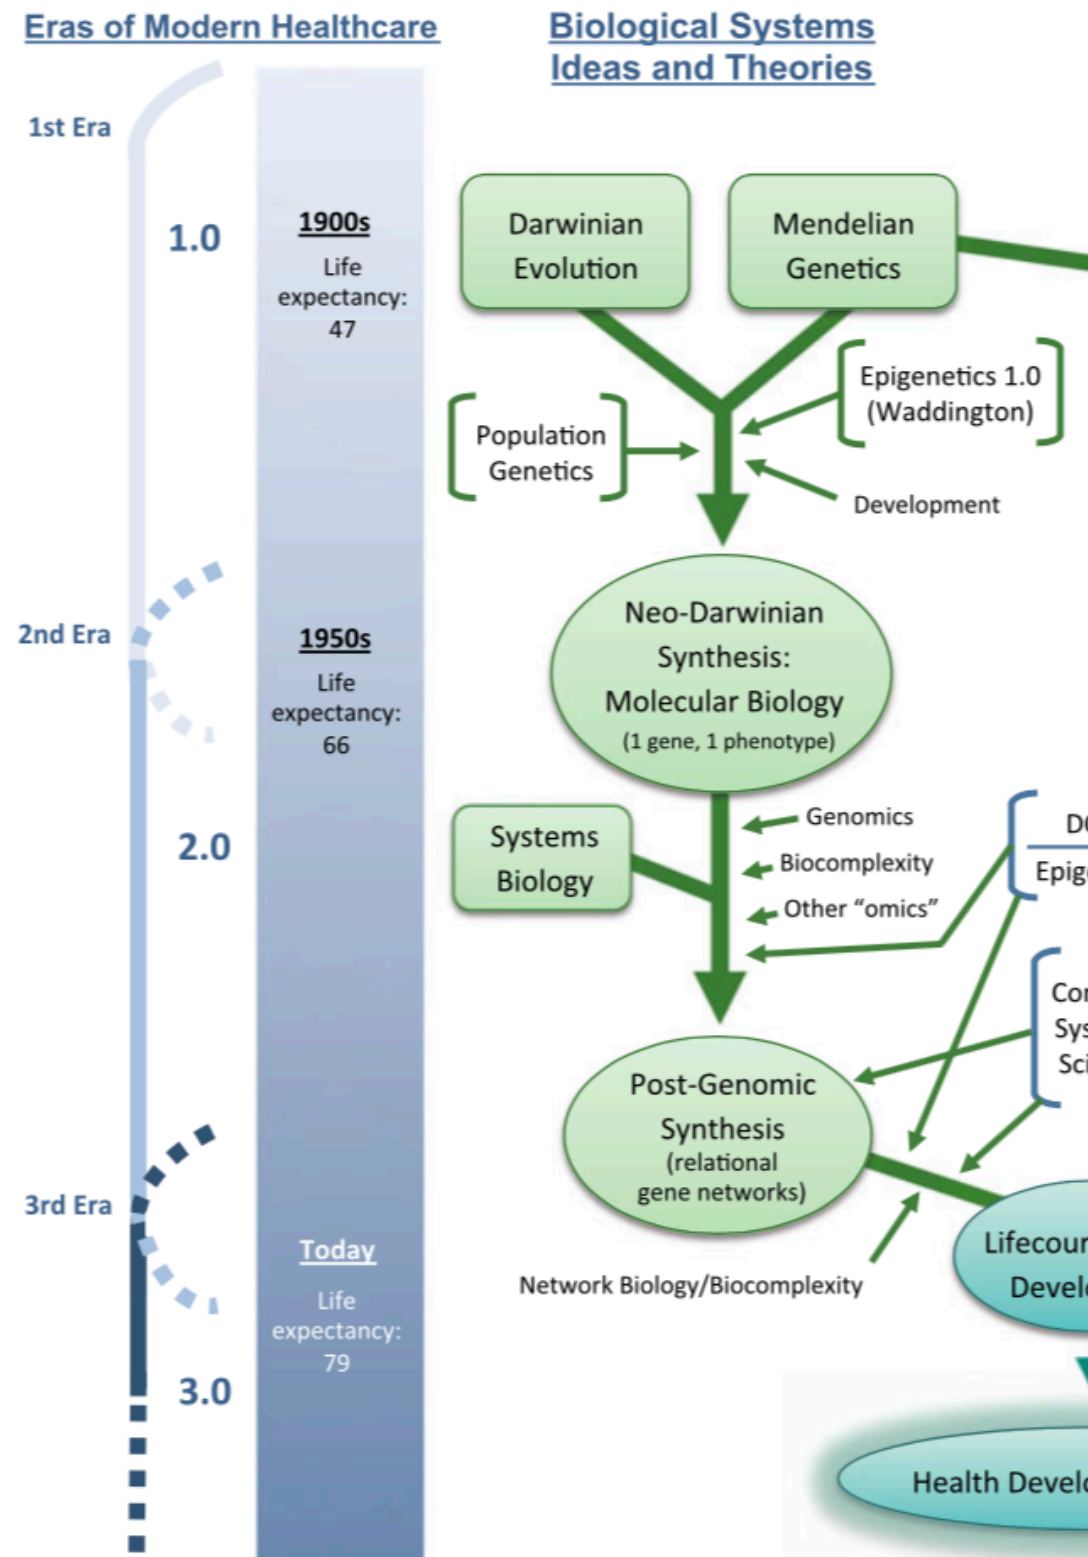 Eras of Modern Healthcare
Biological Systems
Ideas and Theories
1st Era
1.0
1900s
Life
expectancy:
47
Darwinian
Evolution
Mendelian
Genetics
Epigenetics 1.0
(Waddington)
Population
Genetics
Development
2nd Era
1950s
Life
expectancy:
66
Neo-Darwinian
Synthesis:
Molecular Biology
(1 gene, 1 phenotype)
2.0
Systems
Biology
Genomics
Biocomplexity
Other “omics”
Post-Genomic
Synthesis
(relational
gene networks)
3rd Era
Today
Life
expectancy:
79
3.0
Network Biology/Biocomplexity
Health